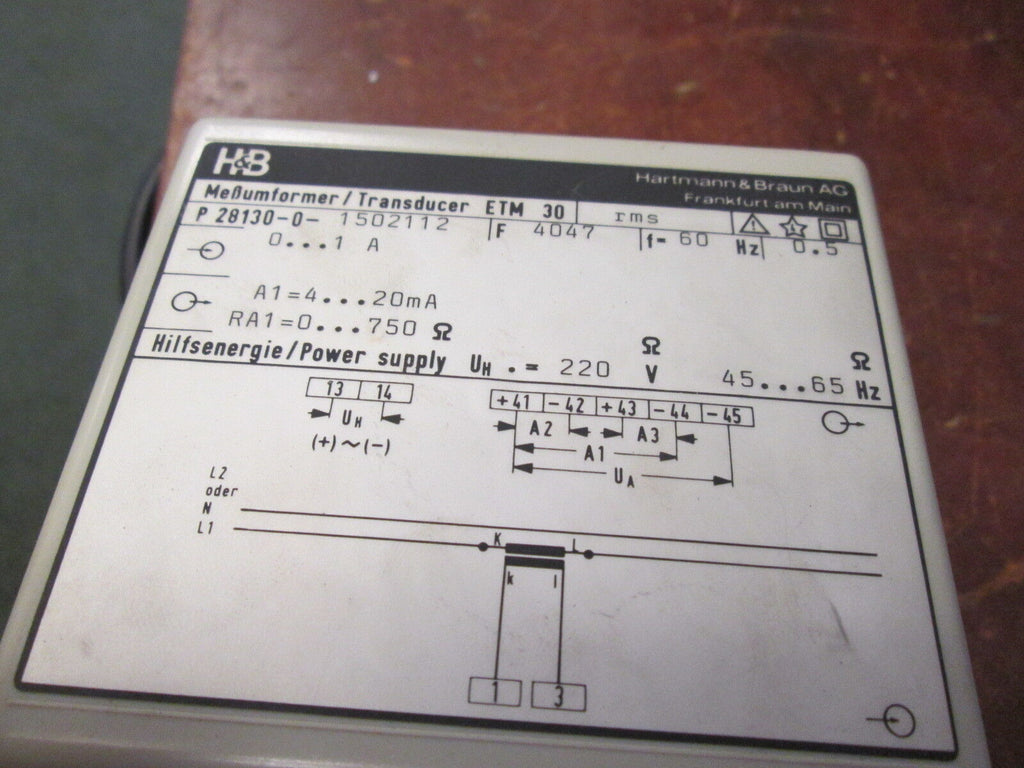 H&B
Hartmann & Braun AG
Frankfurt am Main
Meßumformer / Transducer ETM 30 rms
P 28130-0- 1502112 F 4047 f= 60 Hz 0.5
0...1 A
A1=4...20mA
RA1=0...750 Ω
Ω Ω
Hilfsenergie/Power supply UH .= 220 V 45...65 Hz
13 14 +41 -42 +43 -44 -45
UH A2 A3
(+) ~ (-) A1
UA
L2
oder
N
L1
K L
k l
1 3